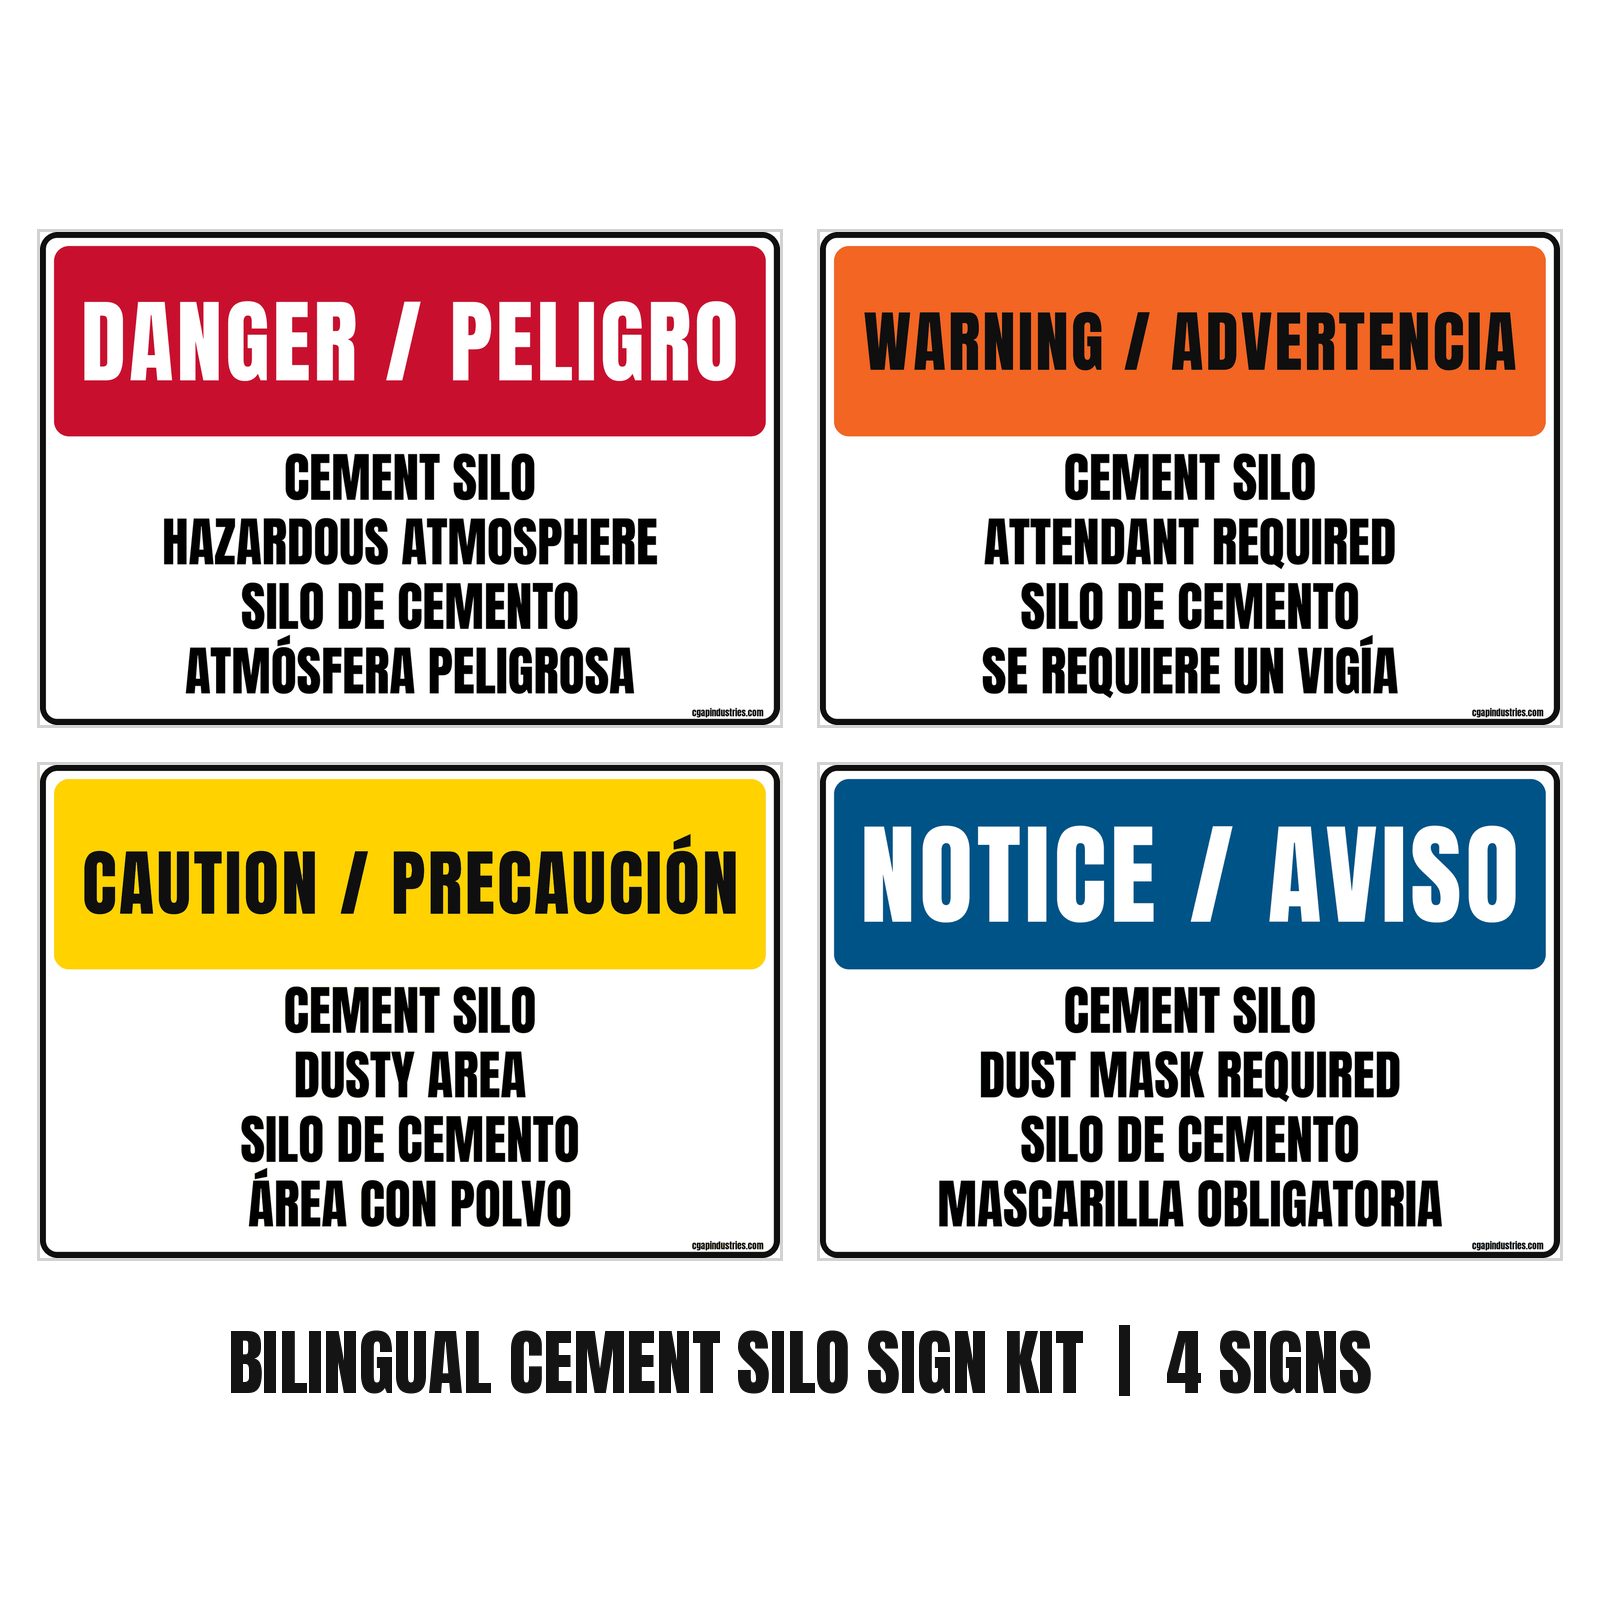 DANGER / PELIGRO
CEMENT SILO
HAZARDOUS ATMOSPHERE
SILO DE CEMENTO
ATMÓSFERA PELIGROSA
cgapindustries.com
WARNING / ADVERTENCIA
CEMENT SILO
ATTENDANT REQUIRED
SILO DE CEMENTO
SE REQUIERE UN VIGÍA
cgapindustries.com
CAUTION / PRECAUCIÓN
CEMENT SILO
DUSTY AREA
SILO DE CEMENTO
ÁREA CON POLVO
cgapindustries.com
NOTICE / AVISO
CEMENT SILO
DUST MASK REQUIRED
SILO DE CEMENTO
MASCARILLA OBLIGATORIA
cgapindustries.com
BILINGUAL CEMENT SILO SIGN KIT | 4 SIGNS